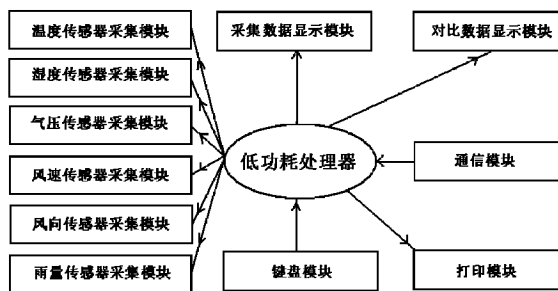 温度传感器采集模块
采集数据显示模块
对比数据显示模块
湿度传感器采集模块
气压传感器采集模块
低功耗处理器
通信模块
风速传感器采集模块
风向传感器采集模块
雨量传感器采集模块
键盘模块
打印模块